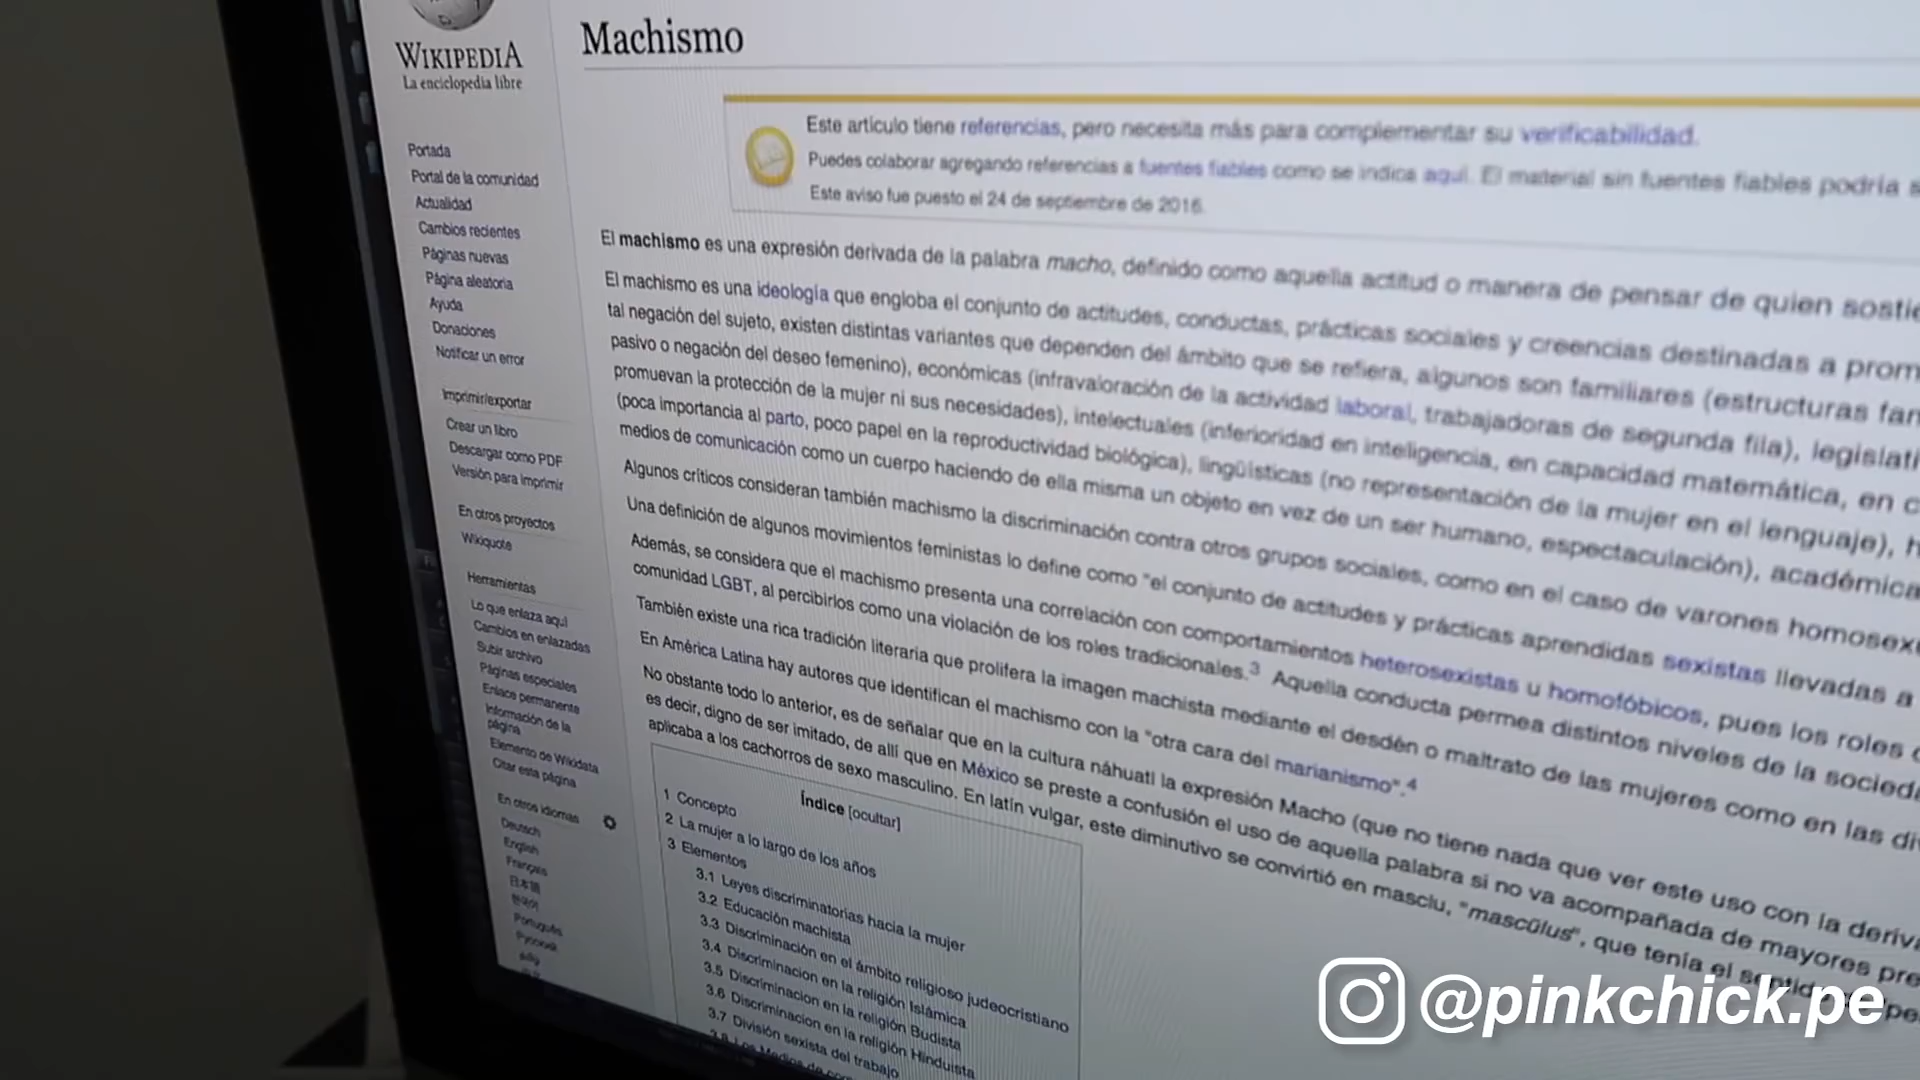 WIKIPEDIA
La enciclopedia libre
Portada
Portal de la comunidad
Actualidad
Cambios recientes
Páginas nuevas
Página aleatoria
Ayuda
Donaciones
Notificar un error
Imprimir/exportar
Crear un libro
Descargar como PDF
Versión para imprimir
En otros proyectos
Wikiquote
Herramientas
Lo que enlaza aquí
Cambios en enlazadas
Subir archivo
Páginas especiales
Enlace permanente
Información de la
página
Elemento de Wikidata
Citar esta página
En otros idiomas
Deutsch
English
Français
日本語
한국어
Português
Русский
Machismo
Este artículo tiene referencias, pero necesita más para complementar su verificabilidad.
Puedes colaborar agregando referencias a fuentes fiables como se indica aquí. El material sin fuentes fiables podría s
Este aviso fue puesto el 24 de septiembre de 2016.
El machismo es una expresión derivada de la palabra macho, definido como aquella actitud o manera de pensar de quien sostie
El machismo es una ideología que engloba el conjunto de actitudes, conductas, prácticas sociales y creencias destinadas a prom
tal negación del sujeto, existen distintas variantes que dependen del ámbito que se refiera, algunos son familiares (estructuras fam
pasivo o negación del deseo femenino), económicas (infravaloración de la actividad laboral, trabajadoras de segunda fila), legislati
promuevan la protección de la mujer ni sus necesidades), intelectuales (inferioridad en inteligencia, en capacidad matemática, en c
(poca importancia al parto, poco papel en la reproductividad biológica), lingüísticas (no representación de la mujer en el lenguaje), h
medios de comunicación como un cuerpo haciendo de ella misma un objeto en vez de un ser humano, espectaculación), académica
Algunos críticos consideran también machismo la discriminación contra otros grupos sociales, como en el caso de varones homosexu
Una definición de algunos movimientos feministas lo define como "el conjunto de actitudes y prácticas aprendidas sexistas llevadas a
Además, se considera que el machismo presenta una correlación con comportamientos heterosexistas u homofóbicos, pues los roles
comunidad LGBT, al percibirlos como una violación de los roles tradicionales.3 Aquella conducta permea distintos niveles de la socieda
También existe una rica tradición literaria que prolifera la imagen machista mediante el desdén o maltrato de las mujeres como en las di
En América Latina hay autores que identifican el machismo con la "otra cara del marianismo".4
No obstante todo lo anterior, es de señalar que en la cultura náhuatl la expresión Macho (que no tiene nada que ver este uso con la deriva
es decir, digno de ser imitado, de allí que en México se preste a confusión el uso de aquella palabra si no va acompañada de mayores pre
aplicaba a los cachorros de sexo masculino. En latín vulgar, este diminutivo se convirtió en masclu, "mascŭlus", que tenía el sentido
Índice [ocultar]
1 Concepto
2 La mujer a lo largo de los años
3 Elementos
3.1 Leyes discriminatorias hacia la mujer
3.2 Educación machista
3.3 Discriminación en el ámbito religioso judeocristiano
3.4 Discriminacion en la religión Islámica
3.5 Discriminacion en la religión Budista
3.6 Discriminacion en la religión Hinduista
3.7 División sexista del trabajo
3.8 Los Medios de com
@pinkchick.pe